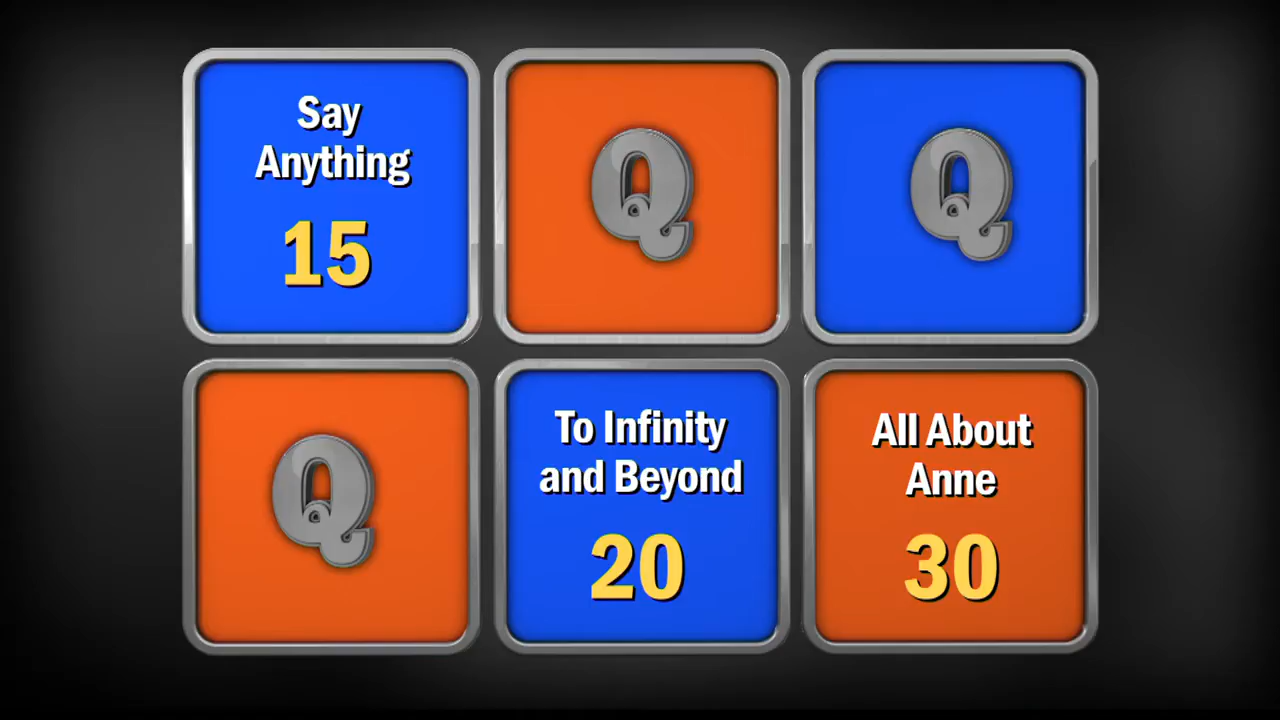 Say
Anything
15
Q
Q
Q
To Infinity
and Beyond
20
All About
Anne
30